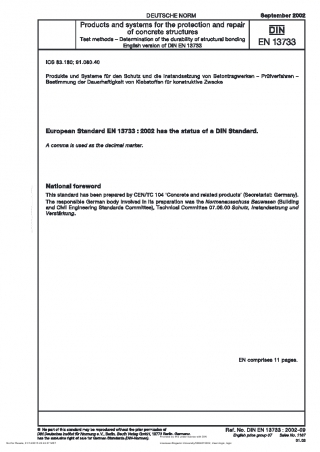 DEUTSCHE NORM
September 2002
Products and systems for the protection and repair
of concrete structures
Test methods – Determination of the durability of structural bonding
English version of DIN EN 13733
DIN
EN 13733
ICS 83.180; 91.080.40
Produkte und Systeme für den Schutz und die Instandsetzung von Betontragwerken – Prüfverfahren –
Bestimmung der Dauerhaftigkeit von Klebstoffen für konstruktive Zwecke
European Standard EN 13733 : 2002 has the status of a DIN Standard.
A comma is used as the decimal marker.
National foreword
This standard has been prepared by CEN/TC 104 'Concrete and related products' (Secretariat: Germany).
The responsible German body involved in its preparation was the Normenausschuss Bauwesen (Building
and Civil Engineering Standards Committee), Technical Committee 07.06.00 Schutz, Instandsetzung und
Verstärkung.
EN comprises 11 pages.
© No part of this standard may be reproduced without the prior permission of
DIN Deutsches Institut für Normung e.V., Berlin. Beuth Verlag GmbH, 10772 Berlin, Germany,
has the exclusive right of sale for German Standards (DIN-Normen).
Ref. No. DIN EN 13733 : 2002-09
English price group 07 Sales No. 1107
01.03